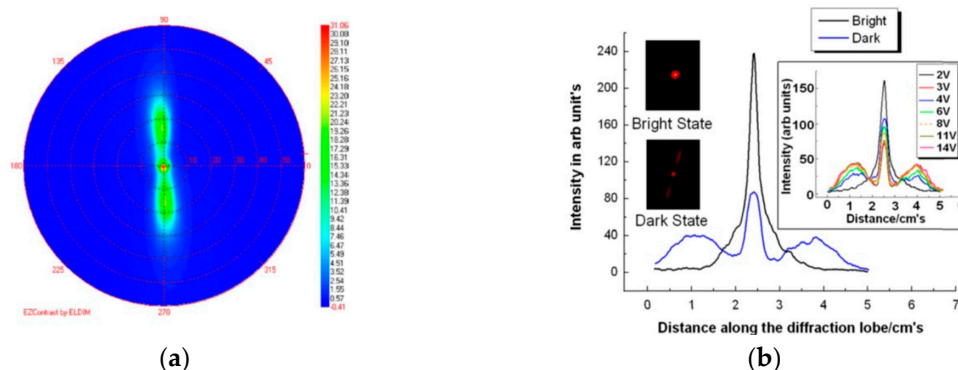 90
45
135
180
0
10 20 30 40 50
225
315
270
EZContrast by ELDIM
31.06
30.08
29.10
28.11
27.13
26.15
25.16
24.18
23.20
22.21
21.23
20.24
19.26
18.28
17.29
16.31
15.33
14.34
13.36
12.38
11.39
10.41
9.42
8.44
7.46
6.47
5.49
4.51
3.52
2.54
1.55
0.57
-0.41
(a)
Bright
Dark
Intensity in arb unit's
240
200
160
120
80
40
0
0 1 2 3 4 5 6 7
Distance along the diffraction lobe/cm's
Bright State
Dark State
Intensity (arb units)
150
100
50
0
0 1 2 3 4 5 6
Distance/cm's
2V
3V
4V
6V
8V
11V
14V
(b)